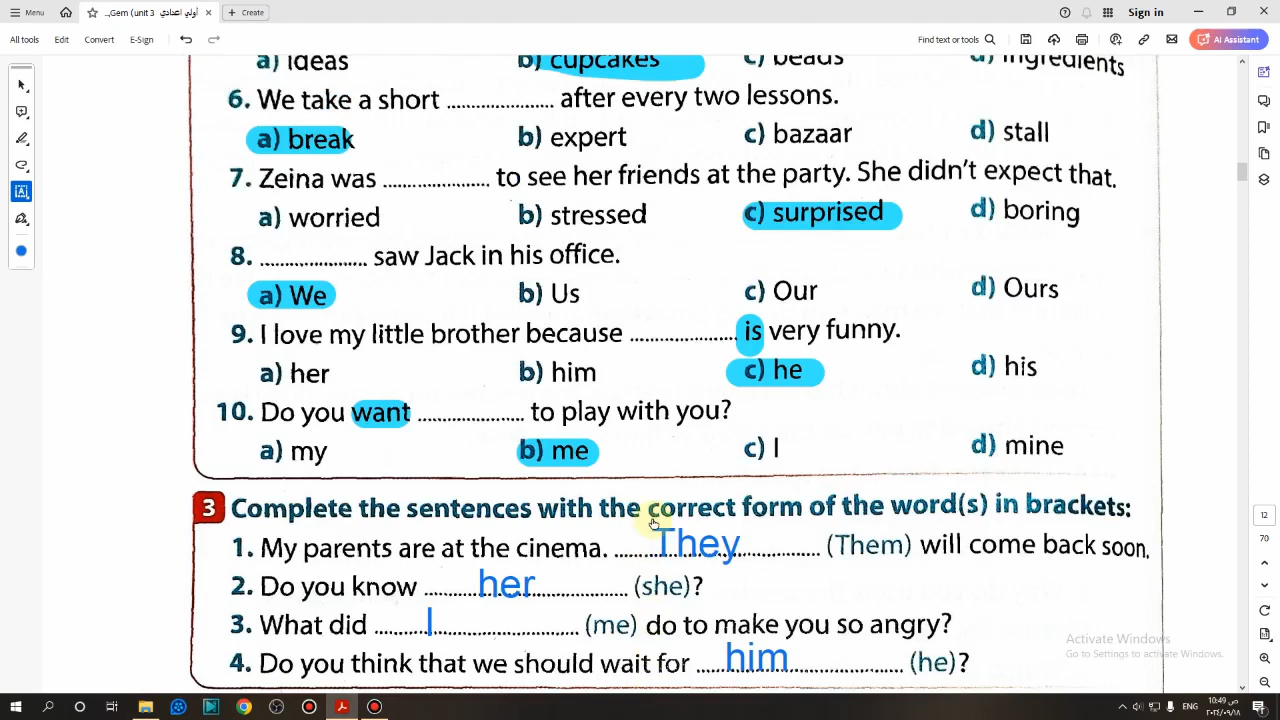 Menu
..,Gem (unit 3 أولي اعدادي ×
+ Create
Sign in
All tools Edit Convert E-Sign
Find text or tools
AI Assistant
a) ideas b) cupcakes c) beads d) ingredients
6. We take a short .................... after every two lessons.
a) break b) expert c) bazaar d) stall
7. Zeina was .................... to see her friends at the party. She didn't expect that.
a) worried b) stressed c) surprised d) boring
8. .................... saw Jack in his office.
a) We b) Us c) Our d) Ours
9. I love my little brother because .................... is very funny.
a) her b) him c) he d) his
10. Do you want .................... to play with you?
a) my b) me c) I d) mine
3 Complete the sentences with the correct form of the word(s) in brackets:
1. My parents are at the cinema. ........They.............. (Them) will come back soon.
2. Do you know ..........her.................. (she)?
3. What did ..........I............................ (me) do to make you so angry?
4. Do you think that we should wait for .....him...................... (he)?
12
70
Activate Windows
Go to Settings to activate Windows.
10:49 ص
٢٠٢٤/٠٩/١٨